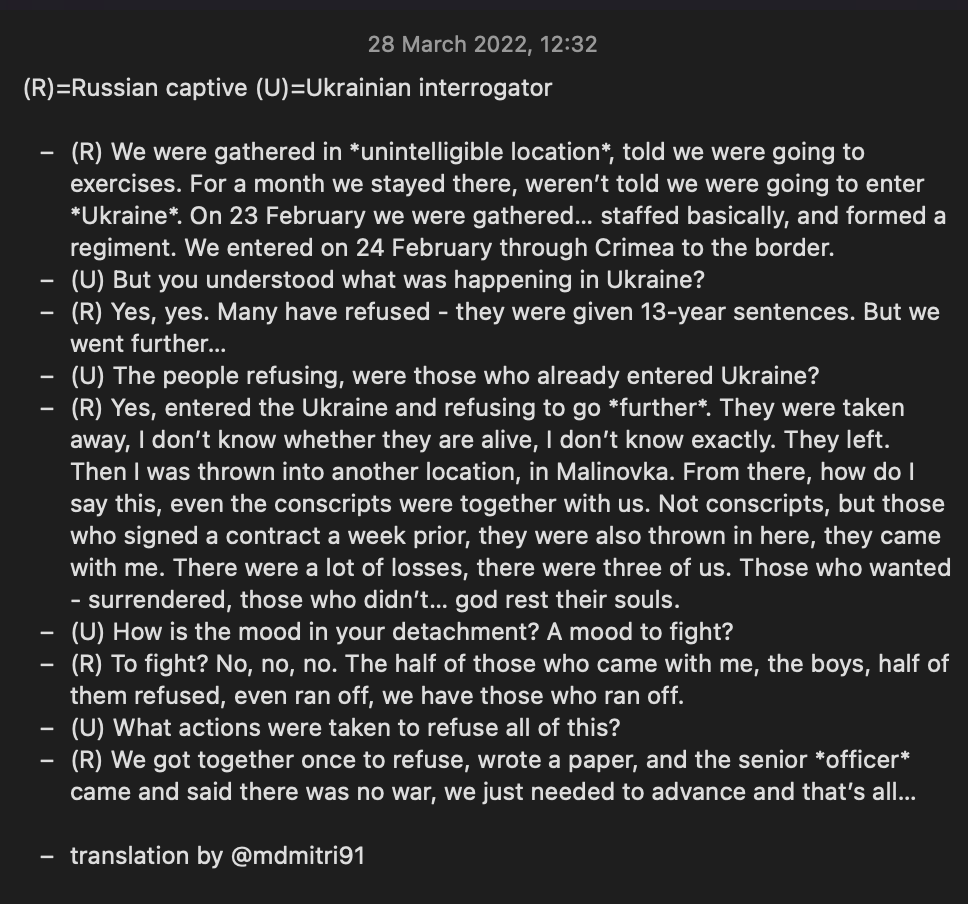 28 March 2022, 12:32
(R)=Russian captive (U)=Ukrainian interrogator
– (R) We were gathered in *unintelligible location*, told we were going to
exercises. For a month we stayed there, weren’t told we were going to enter
*Ukraine*. On 23 February we were gathered... staffed basically, and formed a
regiment. We entered on 24 February through Crimea to the border.
– (U) But you understood what was happening in Ukraine?
– (R) Yes, yes. Many have refused - they were given 13-year sentences. But we
went further...
– (U) The people refusing, were those who already entered Ukraine?
– (R) Yes, entered the Ukraine and refusing to go *further*. They were taken
away, I don’t know whether they are alive, I don’t know exactly. They left.
Then I was thrown into another location, in Malinovka. From there, how do I
say this, even the conscripts were together with us. Not conscripts, but those
who signed a contract a week prior, they were also thrown in here, they came
with me. There were a lot of losses, there were three of us. Those who wanted
- surrendered, those who didn’t... god rest their souls.
– (U) How is the mood in your detachment? A mood to fight?
– (R) To fight? No, no, no. The half of those who came with me, the boys, half of
them refused, even ran off, we have those who ran off.
– (U) What actions were taken to refuse all of this?
– (R) We got together once to refuse, wrote a paper, and the senior *officer*
came and said there was no war, we just needed to advance and that’s all...
– translation by @mdmitri91